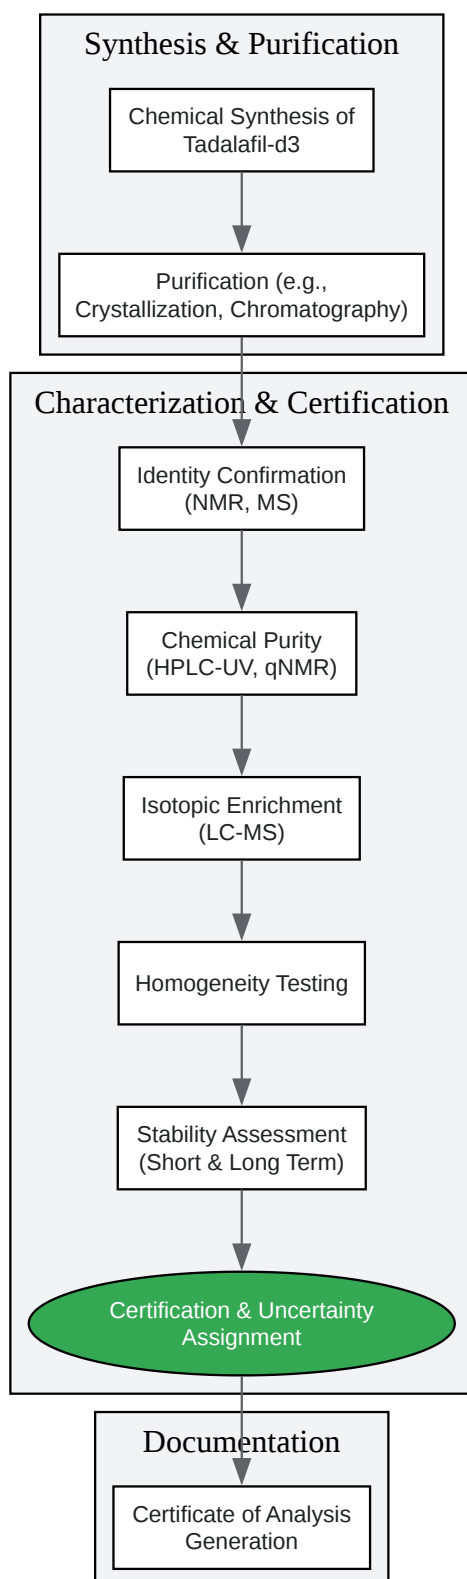 Synthesis & Purification
Chemical Synthesis of
Tadalafil-d3
Purification (e.g.,
Crystallization, Chromatography)
Characterization & Certification
Identity Confirmation
(NMR, MS)
Chemical Purity
(HPLC-UV, qNMR)
Isotopic Enrichment
(LC-MS)
Homogeneity Testing
Stability Assessment
(Short & Long Term)
Certification & Uncertainty
Assignment
Documentation
Certificate of Analysis
Generation